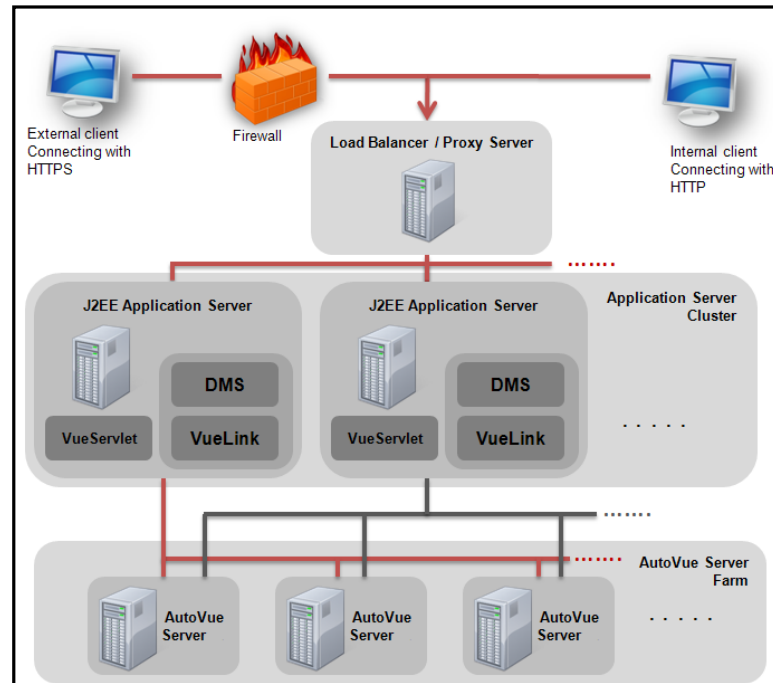 External client
Connecting with
HTTPS
Firewall
Load Balancer / Proxy Server
Internal client
Connecting with
HTTP
J2EE Application Server
DMS
VueServlet
VueLink
J2EE Application Server
DMS
VueServlet
VueLink
Application Server
Cluster
AutoVue Server
Farm
AutoVue
Server
AutoVue
Server
AutoVue
Server